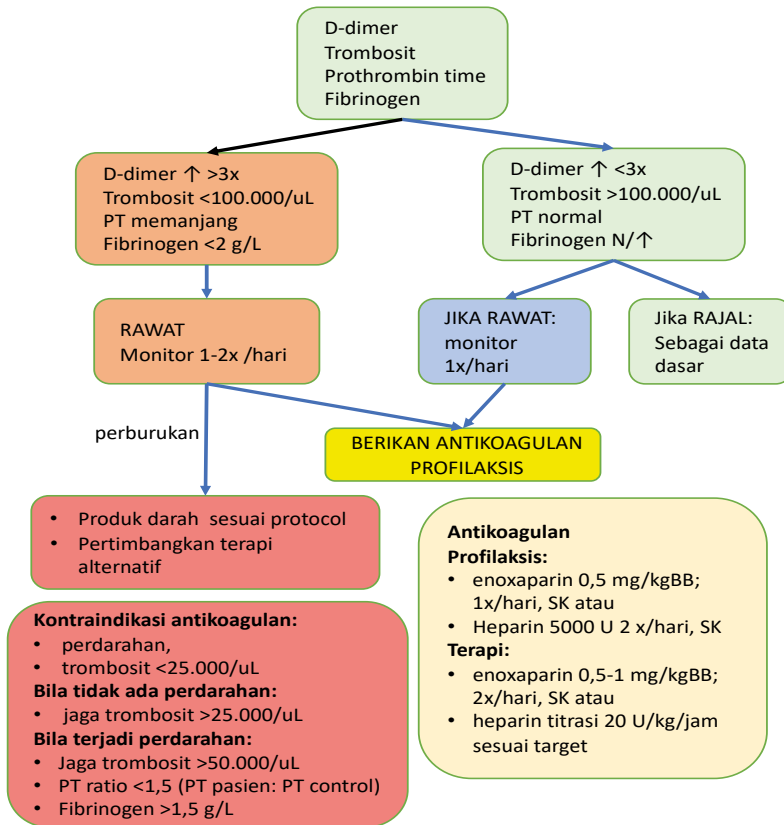 D-dimer
Trombosit
Prothrombin time
Fibrinogen
D-dimer ↑ >3x
Trombosit <100.000/uL
PT memanjang
Fibrinogen <2 g/L
D-dimer ↑ <3x
Trombosit >100.000/uL
PT normal
Fibrinogen N/↑
RAWAT
Monitor 1-2x /hari
JIKA RAWAT:
monitor
1x/hari
Jika RAJAL:
Sebagai data
dasar
perburukan
BERIKAN ANTIKOAGULAN
PROFILAKSIS
• Produk darah sesuai protocol
• Pertimbangkan terapi
alternatif
Kontraindikasi antikoagulan:
• perdarahan,
• trombosit <25.000/uL
Bila tidak ada perdarahan:
• jaga trombosit >25.000/uL
Bila terjadi perdarahan:
• Jaga trombosit >50.000/uL
• PT ratio <1,5 (PT pasien: PT control)
• Fibrinogen >1,5 g/L
Antikoagulan
Profilaksis:
• enoxaparin 0,5 mg/kgBB;
1x/hari, SK atau
• Heparin 5000 U 2 x/hari, SK
Terapi:
• enoxaparin 0,5-1 mg/kgBB;
2x/hari, SK atau
• heparin titrasi 20 U/kg/jam
sesuai target